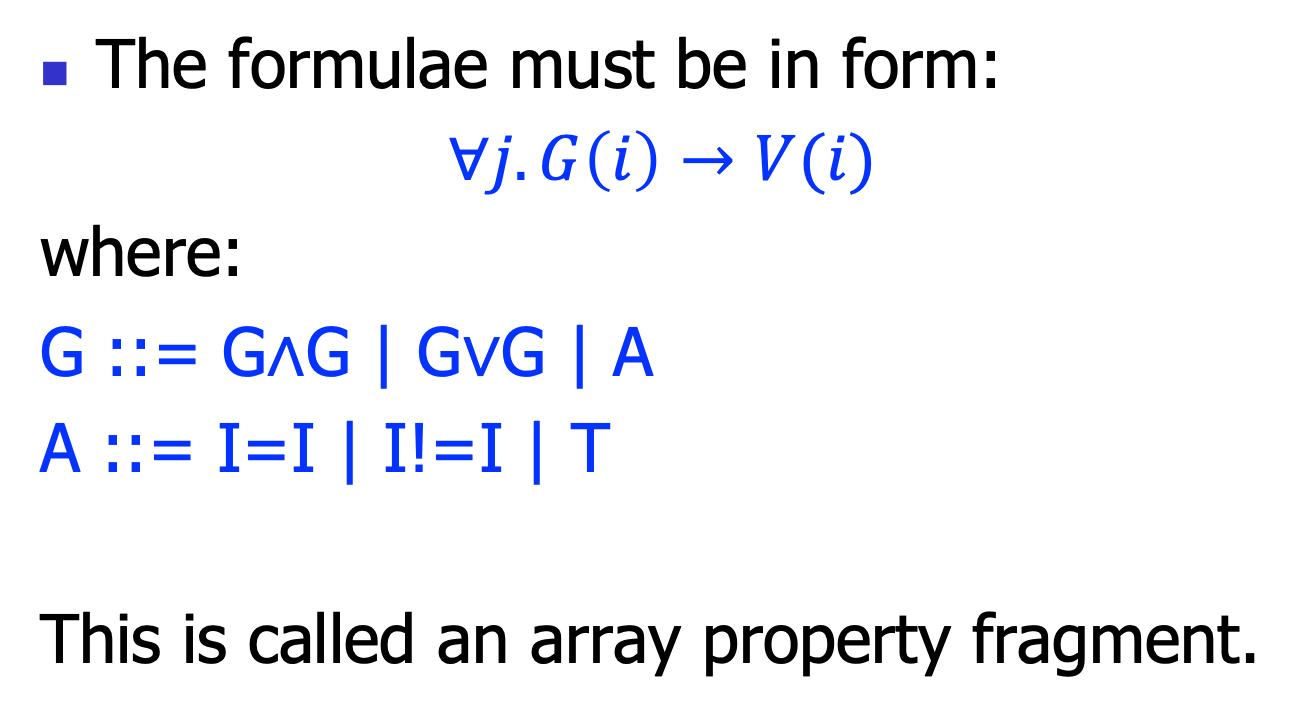 ▪ The formulae must be in form:
∀j. G(i) → V(i)
where:
G ::= G∧G | G∨G | A
A ::= I=I | I!=I | T
This is called an array property fragment.